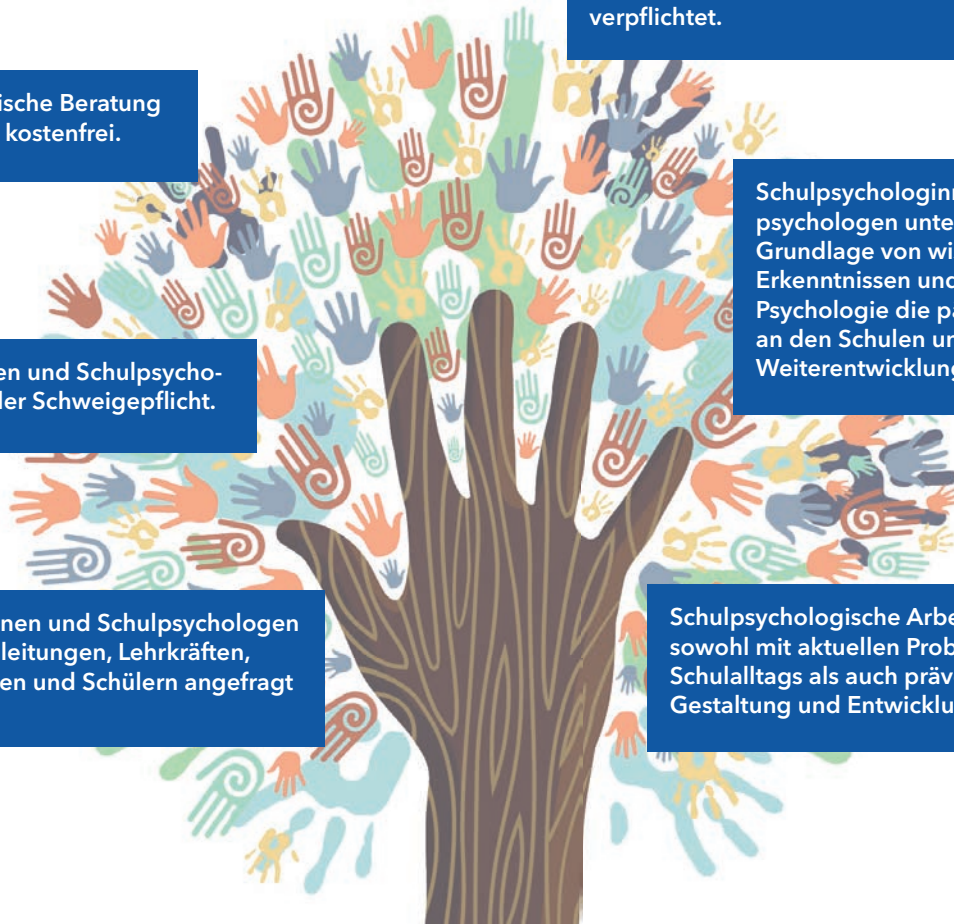 verpflichtet.
ische Beratung
kostenfrei.
Schulpsychologinn
psychologen unte
Grundlage von wi
Erkenntnissen und
Psychologie die pä
an den Schulen un
Weiterentwicklung
en und Schulpsycho-
der Schweigepflicht.
nen und Schulpsychologen
leitungen, Lehrkräften,
en und Schülern angefragt
Schulpsychologische Arbe
sowohl mit aktuellen Prob
Schulalltags als auch präv
Gestaltung und Entwicklu